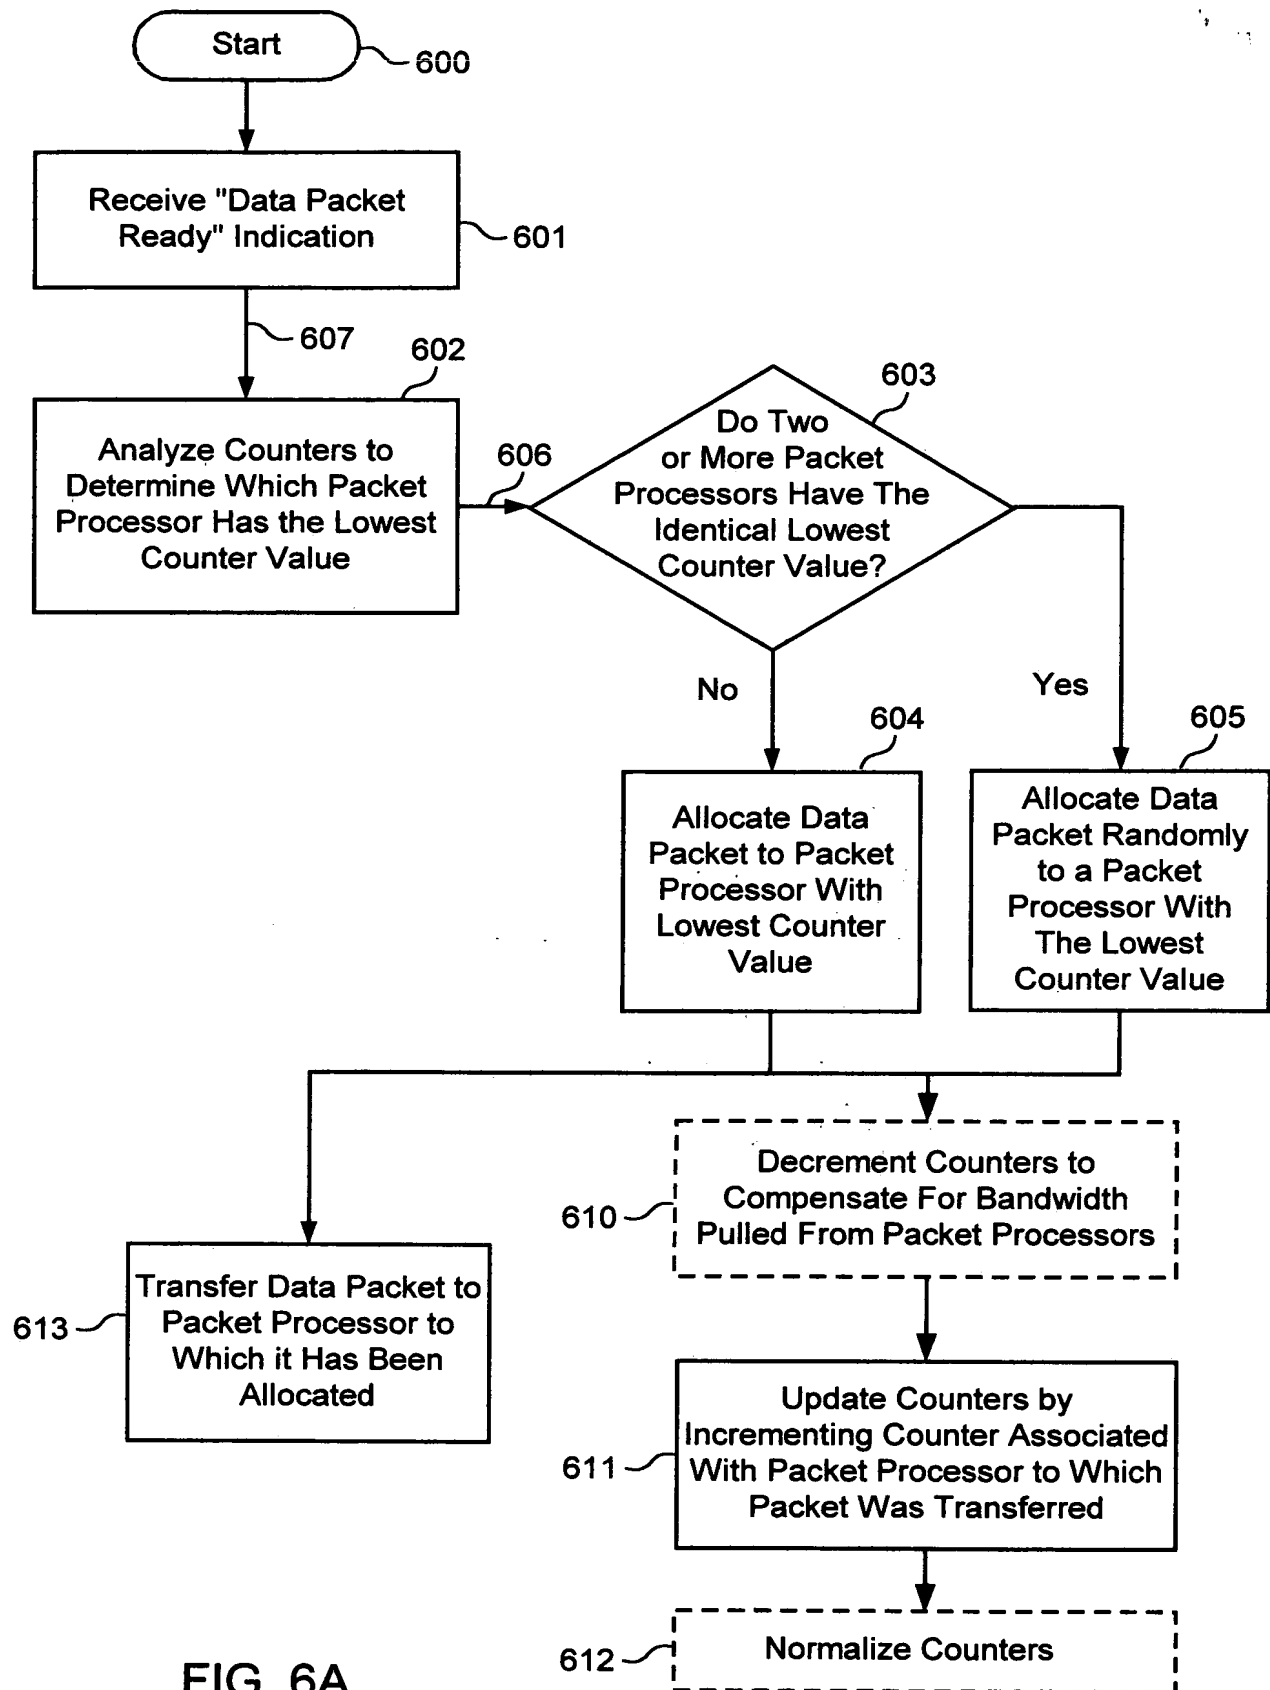 Start
600
Receive "Data Packet
Ready" Indication
601
607
602
Analyze Counters to
Determine Which Packet
Processor Has the Lowest
Counter Value
606
603
Do Two
or More Packet
Processors Have The
Identical Lowest
Counter Value?
No
Yes
604
605
Allocate Data
Packet to Packet
Processor With
Lowest Counter
Value
Allocate Data
Packet Randomly
to a Packet
Processor With
The Lowest
Counter Value
Decrement Counters to
Compensate For Bandwidth
Pulled From Packet Processors
610
Transfer Data Packet to
Packet Processor to
Which it Has Been
Allocated
613
Update Counters by
Incrementing Counter Associated
With Packet Processor to Which
Packet Was Transferred
611
Normalize Counters
612
FIG. 6A